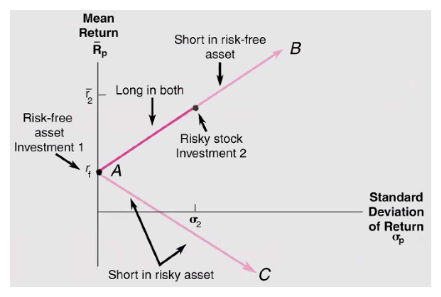 Mean
Return
R̄p
Short in risk-free
asset
B
r̄2
Long in both
Risk-free
asset
Investment 1
Risky stock
Investment 2
rf
A
Standard
Deviation
of Return
σp
σ2
Short in risky asset
C